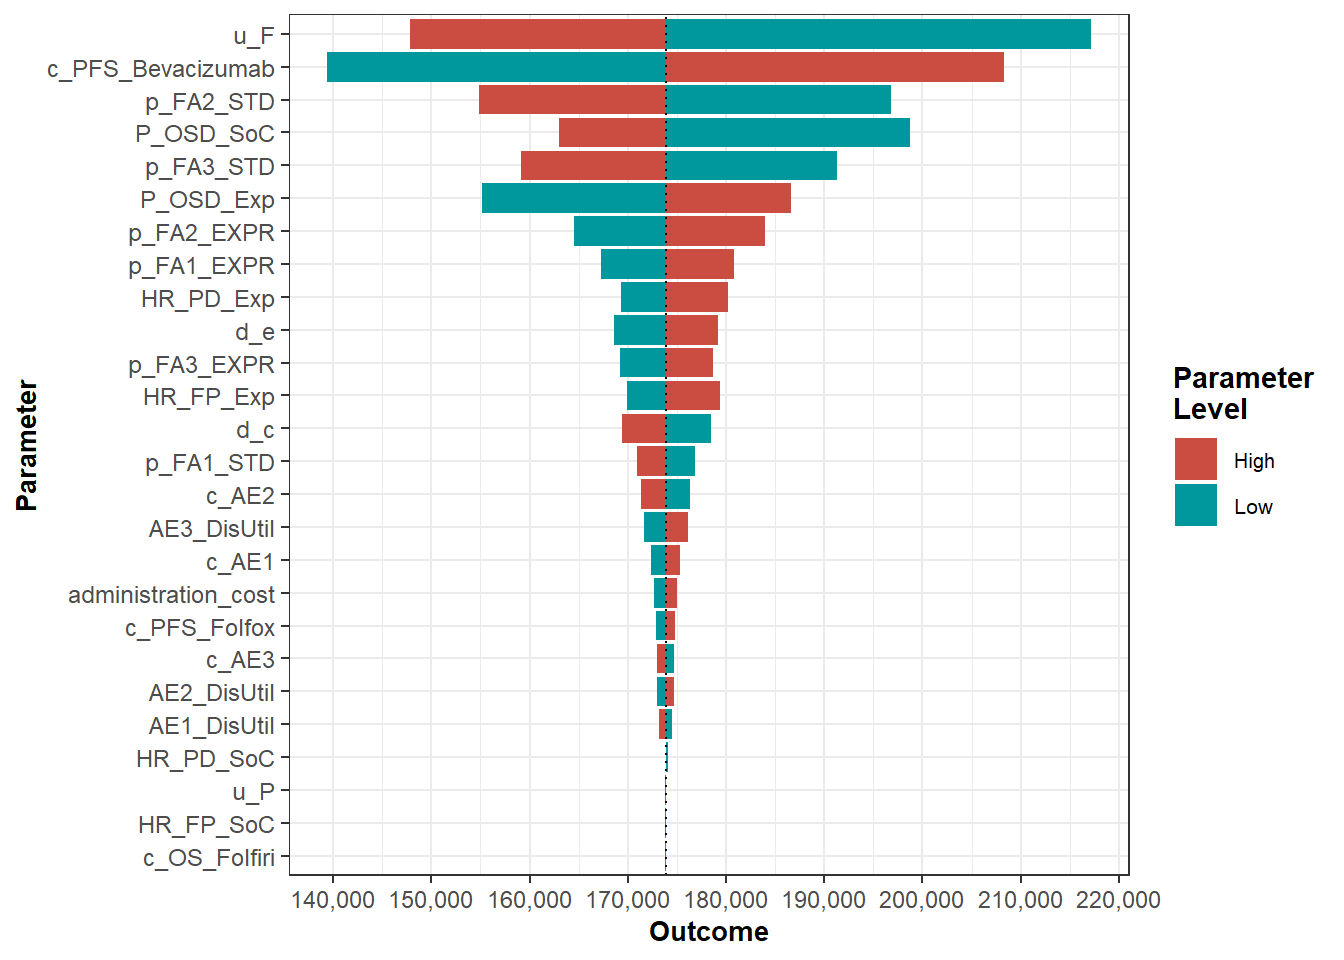 u_F
c_PFS_Bevacizumab
p_FA2_STD
P_OSD_SoC
p_FA3_STD
P_OSD_Exp
p_FA2_EXPR
p_FA1_EXPR
HR_PD_Exp
d_e
p_FA3_EXPR
HR_FP_Exp
d_c
p_FA1_STD
c_AE2
AE3_DisUtil
c_AE1
administration_cost
c_PFS_Folfox
c_AE3
AE2_DisUtil
AE1_DisUtil
HR_PD_SoC
u_P
HR_FP_SoC
c_OS_Folfiri
140,000 150,000 160,000 170,000 180,000 190,000 200,000 210,000 220,000
Outcome
Parameter
Parameter
Level
High
Low